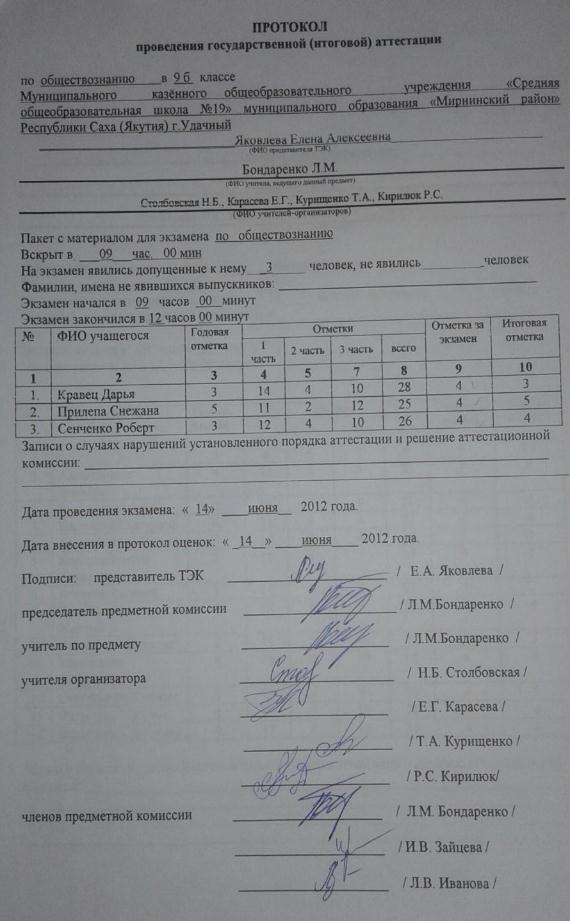 ПРОТОКОЛ
проведения государственной (итоговой) аттестации
по обществознанию в 9 б классе
Муниципального казённого общеобразовательного учреждения «Средняя
общеобразовательная школа №19» муниципального образования «Мирнинский район»
Республики Саха (Якутия) г.Удачный
Яковлева Елена Алексеевна
(ФИО представителя ТЭК)
Бондаренко Л.М.
(ФИО учителя, ведущего данный предмет)
Столбовская Н.Б., Карасева Е.Г., Курищенко Т.А., Кирилюк Р.С.
(ФИО учителей-организаторов)
Пакет с материалом для экзамена по обществознанию
Вскрыт в 09 час. 00 мин
На экзамен явились допущенные к нему 3 человек, не явились человек
Фамилии, имена не явившихся выпускников:
Экзамен начался в 09 часов 00 минут
Экзамен закончился в 12 часов 00 минут
№ ФИО учащегося Годовая отметка Отметки Отметка за экзамен Итоговая отметка
1 часть 2 часть 3 часть всего
1 2 3 4 5 7 8 9 10
1. Кравец Дарья 3 14 4 10 28 4 3
2. Прилепа Снежана 5 11 2 12 25 4 5
3. Сенченко Роберт 3 12 4 10 26 4 4
Записи о случаях нарушений установленного порядка аттестации и решение аттестационной
комиссии:
Дата проведения экзамена: « 14» июня 2012 года.
Дата внесения в протокол оценок: « 14 » июня 2012 года.
Подписи: представитель ТЭК / Е.А. Яковлева /
председатель предметной комиссии / Л.М.Бондаренко /
учитель по предмету / Л.М.Бондаренко /
учителя организатора / Н.Б. Столбовская /
/ Е.Г. Карасева /
/ Т.А. Курищенко /
/ Р.С. Кирилюк/
членов предметной комиссии / Л.М. Бондаренко /
/ И.В. Зайцева /
/ Л.В. Иванова /